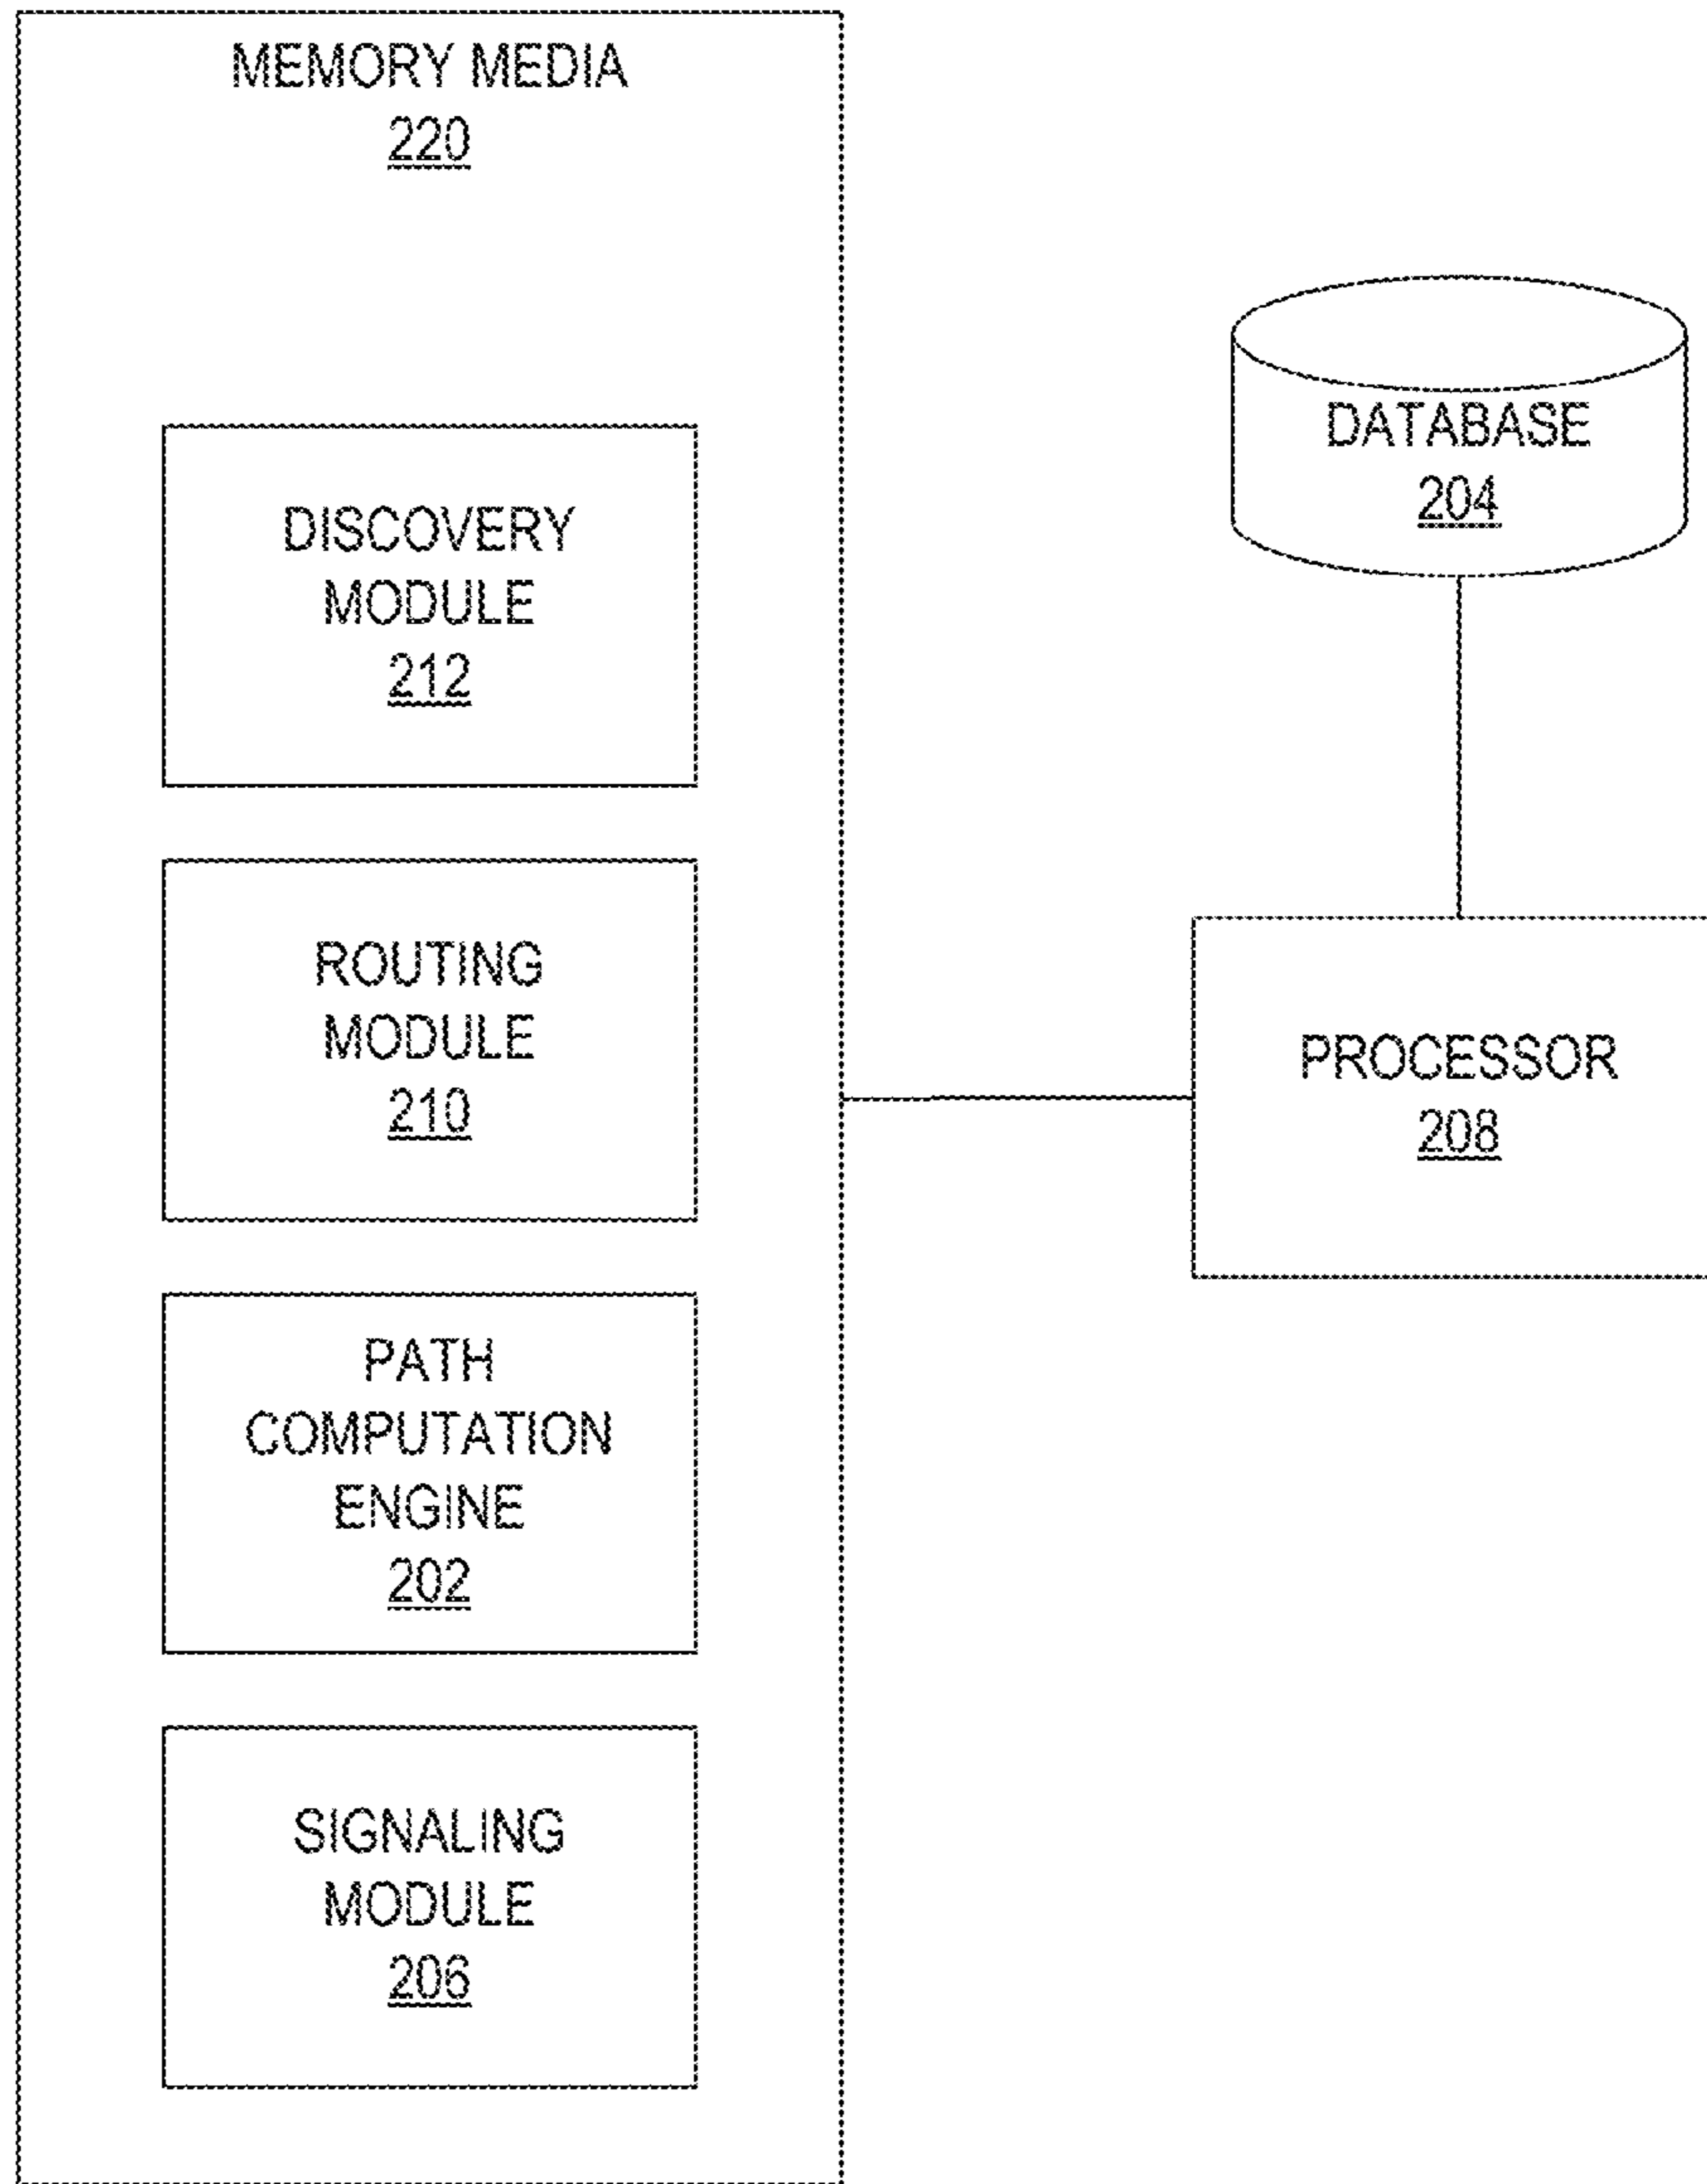 MEMORY MEDIA
220
DISCOVERY
MODULE
212
ROUTING
MODULE
210
PATH
COMPUTATION
ENGINE
202
SIGNALING
MODULE
206
DATABASE
204
PROCESSOR
208